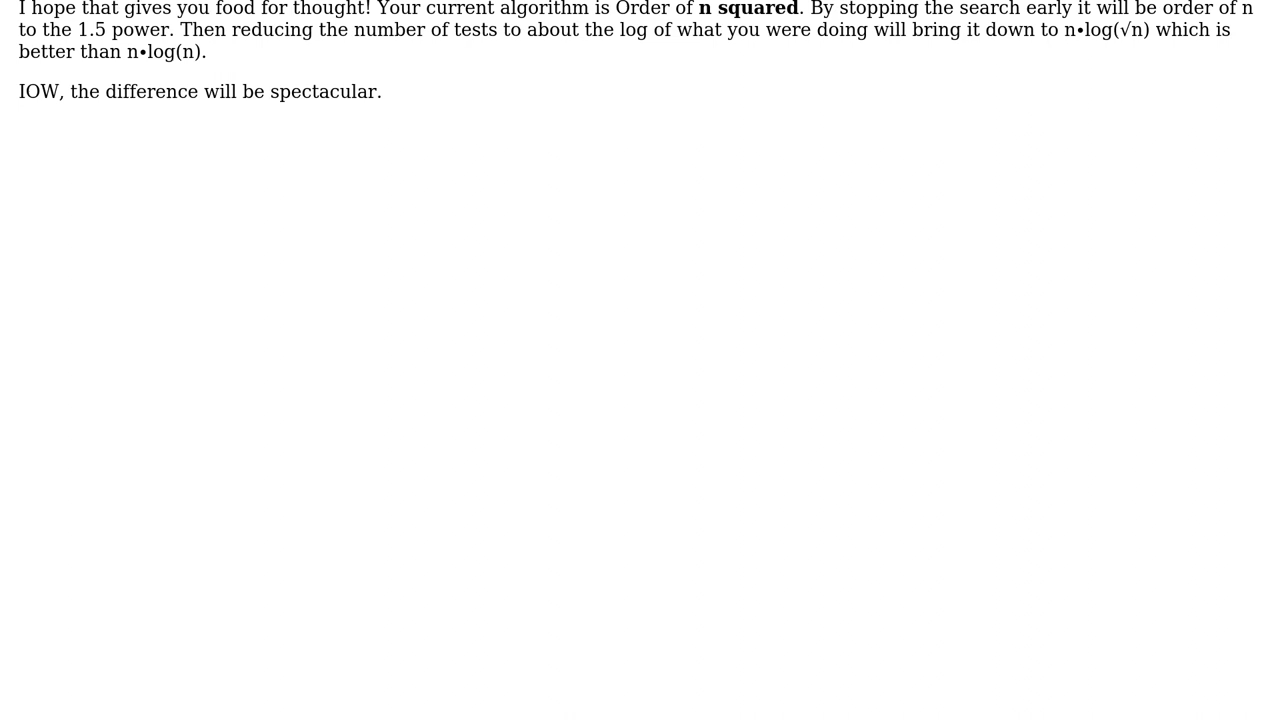 I hope that gives you food for thought! Your current algorithm is Order of n squared. By stopping the search early it will be order of n
to the 1.5 power. Then reducing the number of tests to about the log of what you were doing will bring it down to n•log(√n) which is
better than n•log(n).
IOW, the difference will be spectacular.